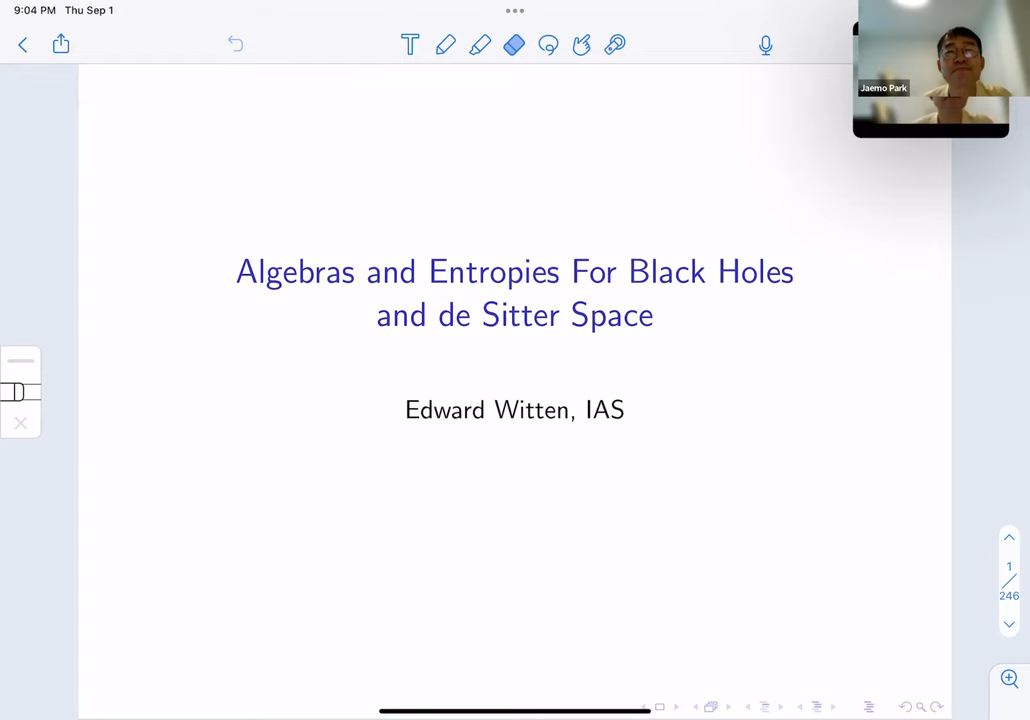 9:04 PM Thu Sep 1
Jaemo Park
Algebras and Entropies For Black Holes
and de Sitter Space
Edward Witten, IAS
1
246